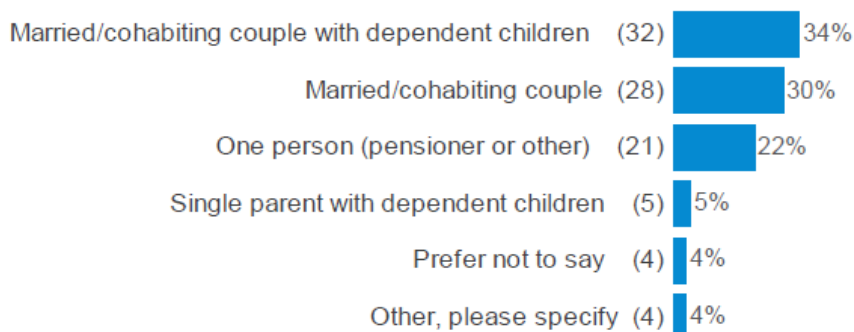 Married/cohabiting couple with dependent children (32) 34%
Married/cohabiting couple (28) 30%
One person (pensioner or other) (21) 22%
Single parent with dependent children (5) 5%
Prefer not to say (4) 4%
Other, please specify (4) 4%